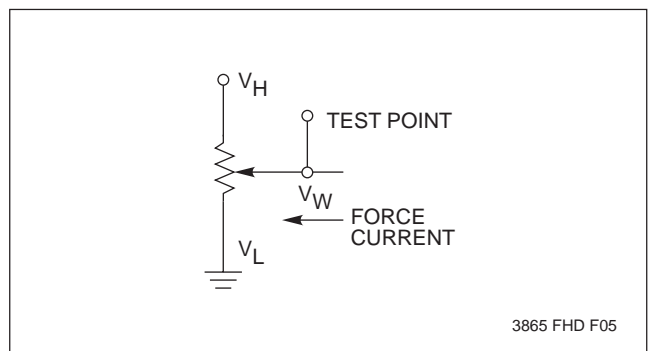 VH
TEST POINT
VW
FORCE
CURRENT
VL
3865 FHD F05